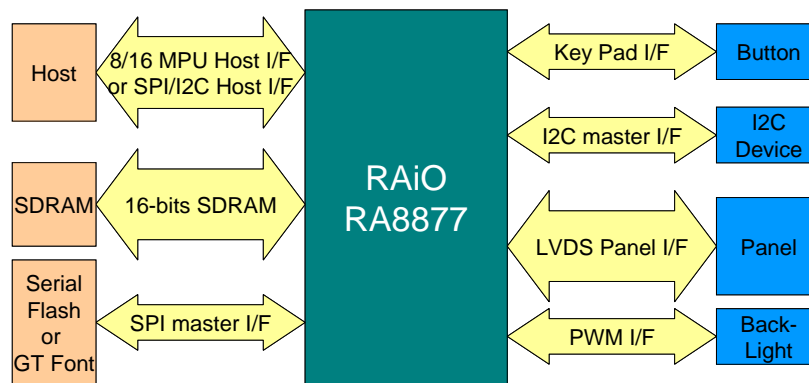 Host
8/16 MPU Host I/F
or SPI/I2C Host I/F
SDRAM
16-bits SDRAM
Serial
Flash
or
GT Font
SPI master I/F
RAiO
RA8877
Key Pad I/F
Button
I2C master I/F
I2C
Device
LVDS Panel I/F
Panel
PWM I/F
Back-
Light